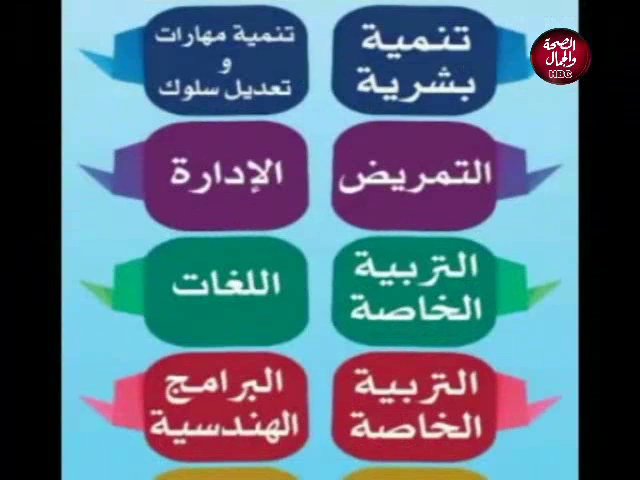 الصحة
والجمال
HBC
تنمية
بشرية
تنمية مهارات
و
تعديل سلوك
التمريض
الإدارة
التربية
الخاصة
اللغات
التربية
الخاصة
البرامج
الهندسية